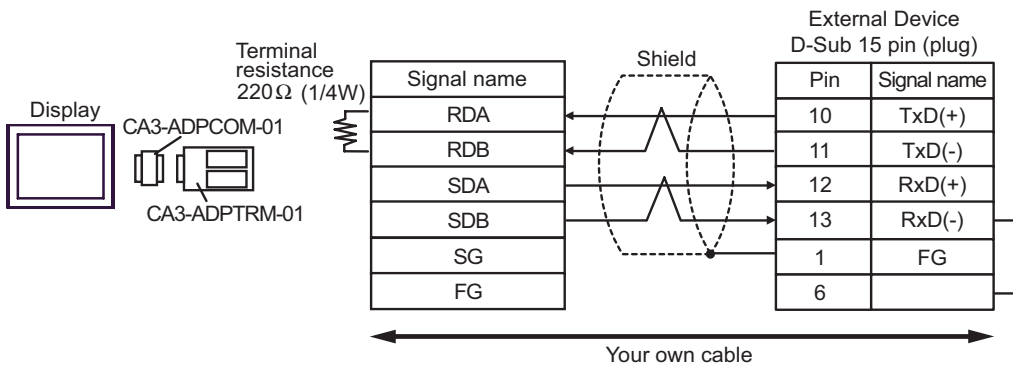 External Device
D-Sub 15 pin (plug)
Terminal
resistance
220Ω (1/4W)
Shield
Display
CA3-ADPCOM-01
CA3-ADPTRM-01
Signal name
RDA
RDB
SDA
SDB
SG
FG
Pin Signal name
10 TxD(+)
11 TxD(-)
12 RxD(+)
13 RxD(-)
1 FG
6
Your own cable